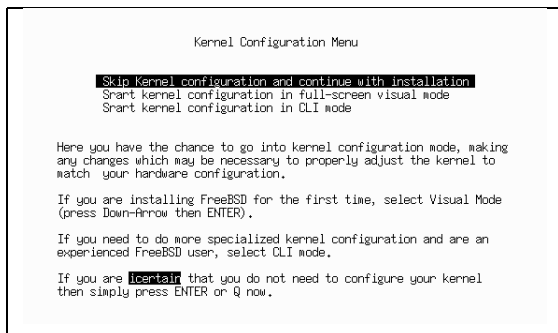 Kernel Configuration Menu
Skip Kernel configuration and continue with installation
Srart kernel configuration in full-screen visual mode
Srart kernel configuration in CLI mode
Here you have the chance to go into kernel configuration mode, making
any changes which may be necessary to properly adjust the kernel to
match your hardware configuration.
If you are installing FreeBSD for the first time, select Visual Mode
(press Down-Arrow then ENTER).
If you need to do more specialized kernel configuration and are an
experienced FreeBSD user, select CLI mode.
If you are icertain that you do not need to configure your kernel
then simply press ENTER or Q now.